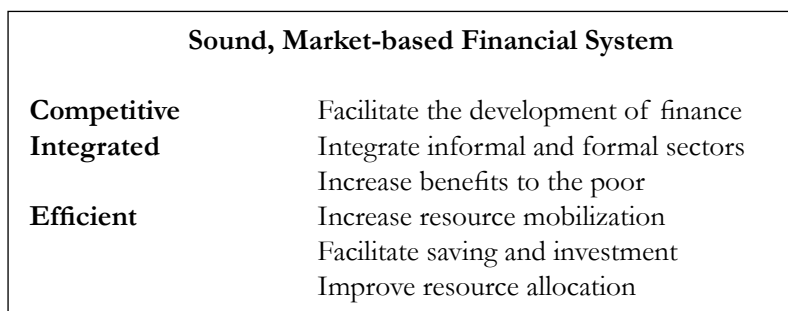 Sound, Market-based Financial System
Competitive Facilitate the development of finance
Integrated Integrate informal and formal sectors
Increase benefits to the poor
Efficient Increase resource mobilization
Facilitate saving and investment
Improve resource allocation